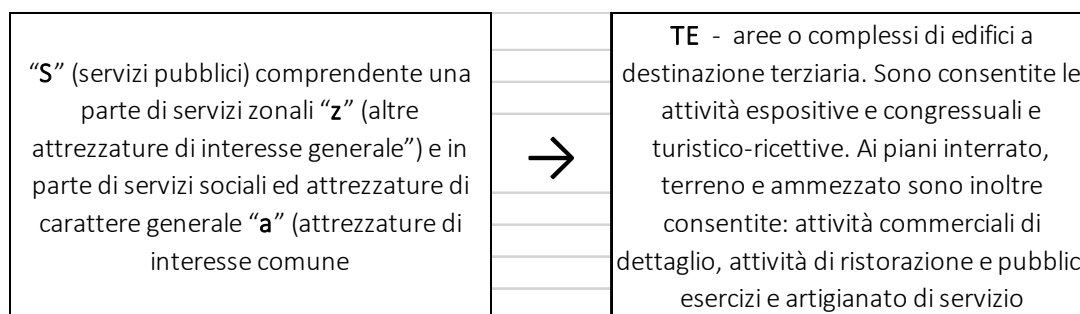 “S” (servizi pubblici) comprendente una
parte di servizi zonali “z” (altre
attrezzature di interesse generale”) e in
parte di servizi sociali ed attrezzature di
carattere generale “a” (attrezzature di
interesse comune
→
TE - aree o complessi di edifici a
destinazione terziaria. Sono consentite le
attività espositive e congressuali e
turistico-ricettive. Ai piani interrato,
terreno e ammezzato sono inoltre
consentite: attività commerciali di
dettaglio, attività di ristorazione e pubblic
esercizi e artigianato di servizio